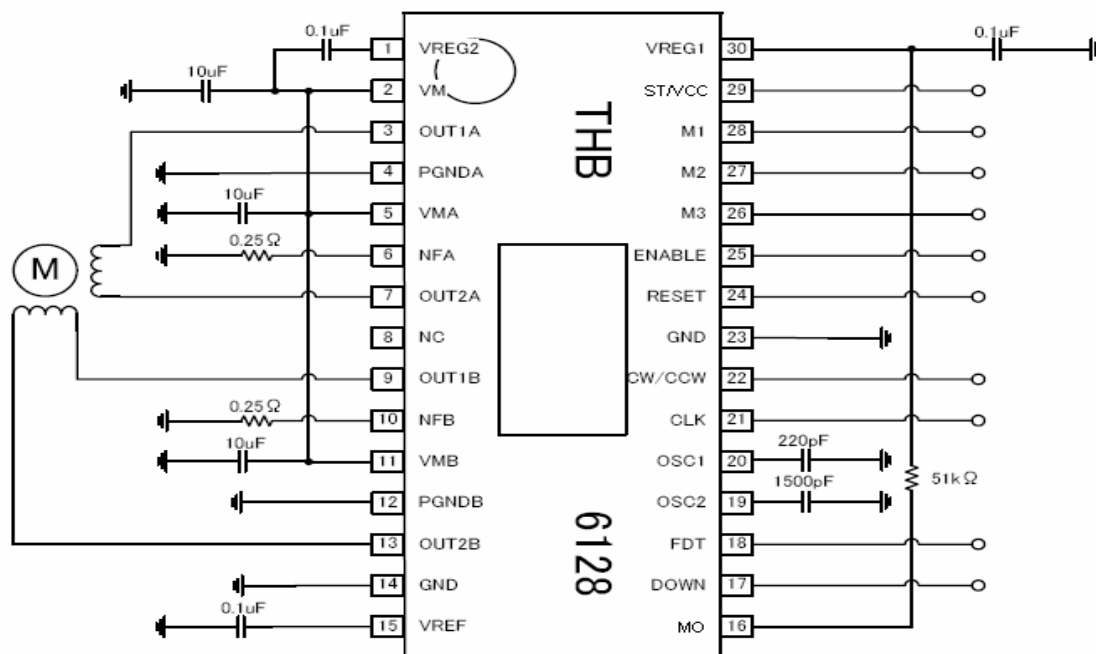 0.1uF 1 VREG2 VREG1 30 0.1uF
10uF 2 VM ST/VCC 29
3 OUT1A M1 28
4 PGNDA M2 27
10uF 5 VMA M3 26
0.25Ω 6 NFA ENABLE 25
7 OUT2A RESET 24
8 NC GND 23
9 OUT1B CW/CCW 22
0.25Ω 10 NFB CLK 21
10uF 11 VMB OSC1 20 220pF
12 PGNDB OSC2 19 1500pF
13 OUT2B FDT 18
14 GND DOWN 17
0.1uF 15 VREF MO 16
M
THB
6128
51kΩ